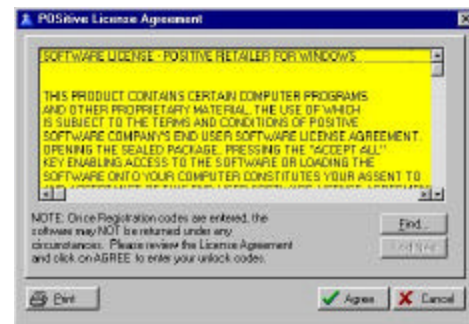 POSitive License Agreement
SOFTWARE LICENSE - POSITIVE RETAILER FOR WINDOWS
THIS PRODUCT CONTAINS CERTAIN COMPUTER PROGRAMS
AND OTHER PROPRIETARY MATERIAL, THE USE OF WHICH
IS SUBJECT TO THE TERMS AND CONDITIONS OF POSITIVE
SOFTWARE COMPANY'S END USER SOFTWARE LICENSE AGREEMENT.
OPENING THE SEALED PACKAGE, PRESSING THE "ACCEPT ALL"
KEY ENABLING ACCESS TO THE SOFTWARE OR LOADING THE
SOFTWARE ONTO YOUR COMPUTER CONSTITUTES YOUR ASSENT TO
NOTE: Once Registration codes are entered, the
software may NOT be returned under any
circumstances. Please review the License Agreement
and click on AGREE to enter your unlock codes.
Find...
Find Next
Print
Agree
Cancel